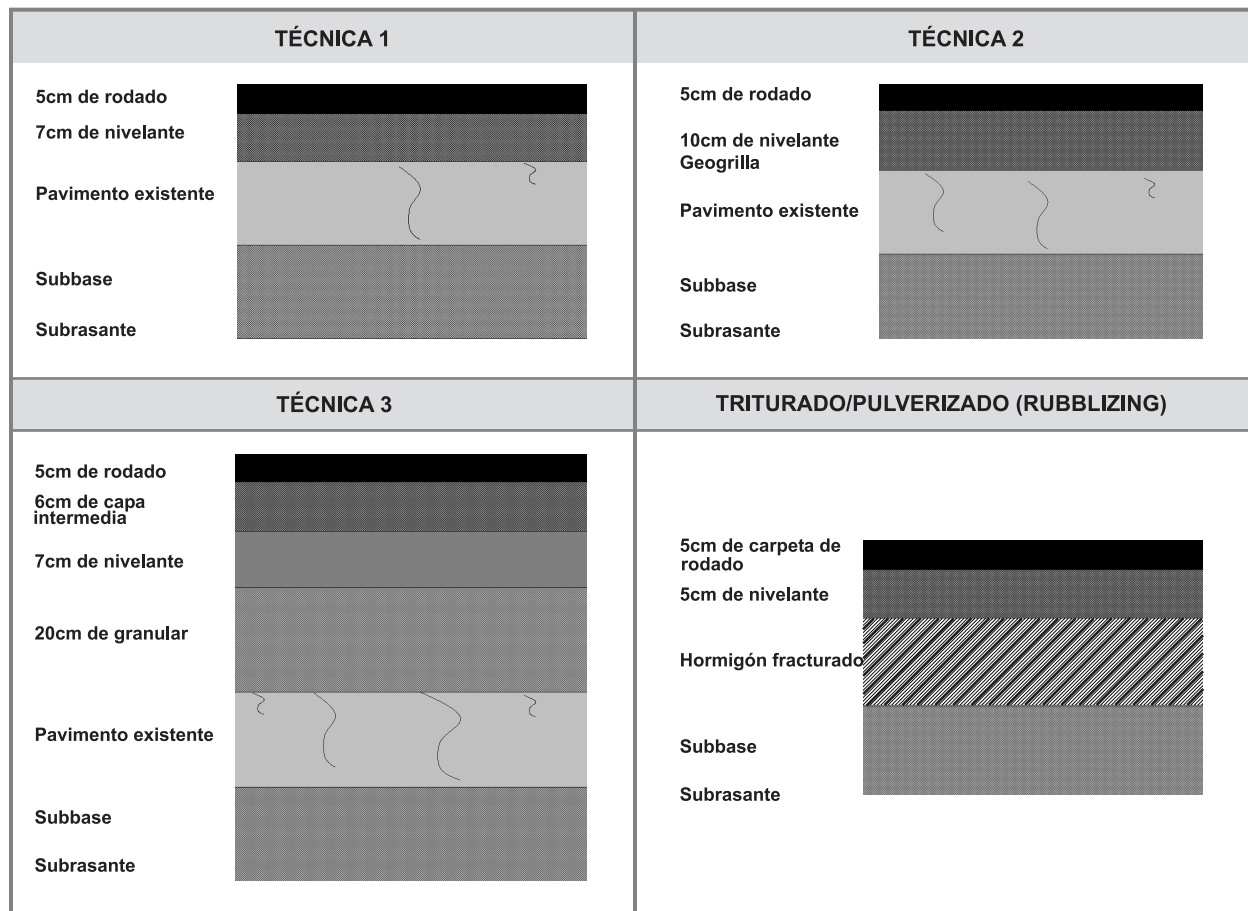 TÉCNICA 1
5cm de rodado
7cm de nivelante
Pavimento existente
Subbase
Subrasante
TÉCNICA 2
5cm de rodado
10cm de nivelante
Geogrilla
Pavimento existente
Subbase
Subrasante
TÉCNICA 3
5cm de rodado
6cm de capa
intermedia
7cm de nivelante
20cm de granular
Pavimento existente
Subbase
Subrasante
TRITURADO/PULVERIZADO (RUBBLIZING)
5cm de carpeta de
rodado
5cm de nivelante
Hormigón fracturado
Subbase
Subrasante